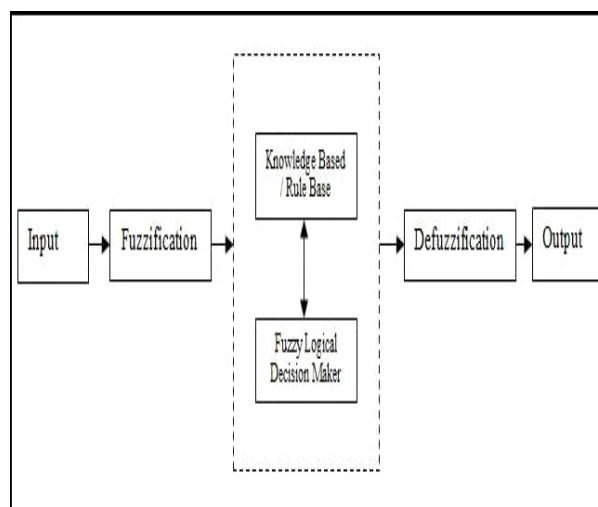 Input
Fuzzification
Knowledge Based
/ Rule Base
Fuzzy Logical
Decision Maker
Defuzzification
Output